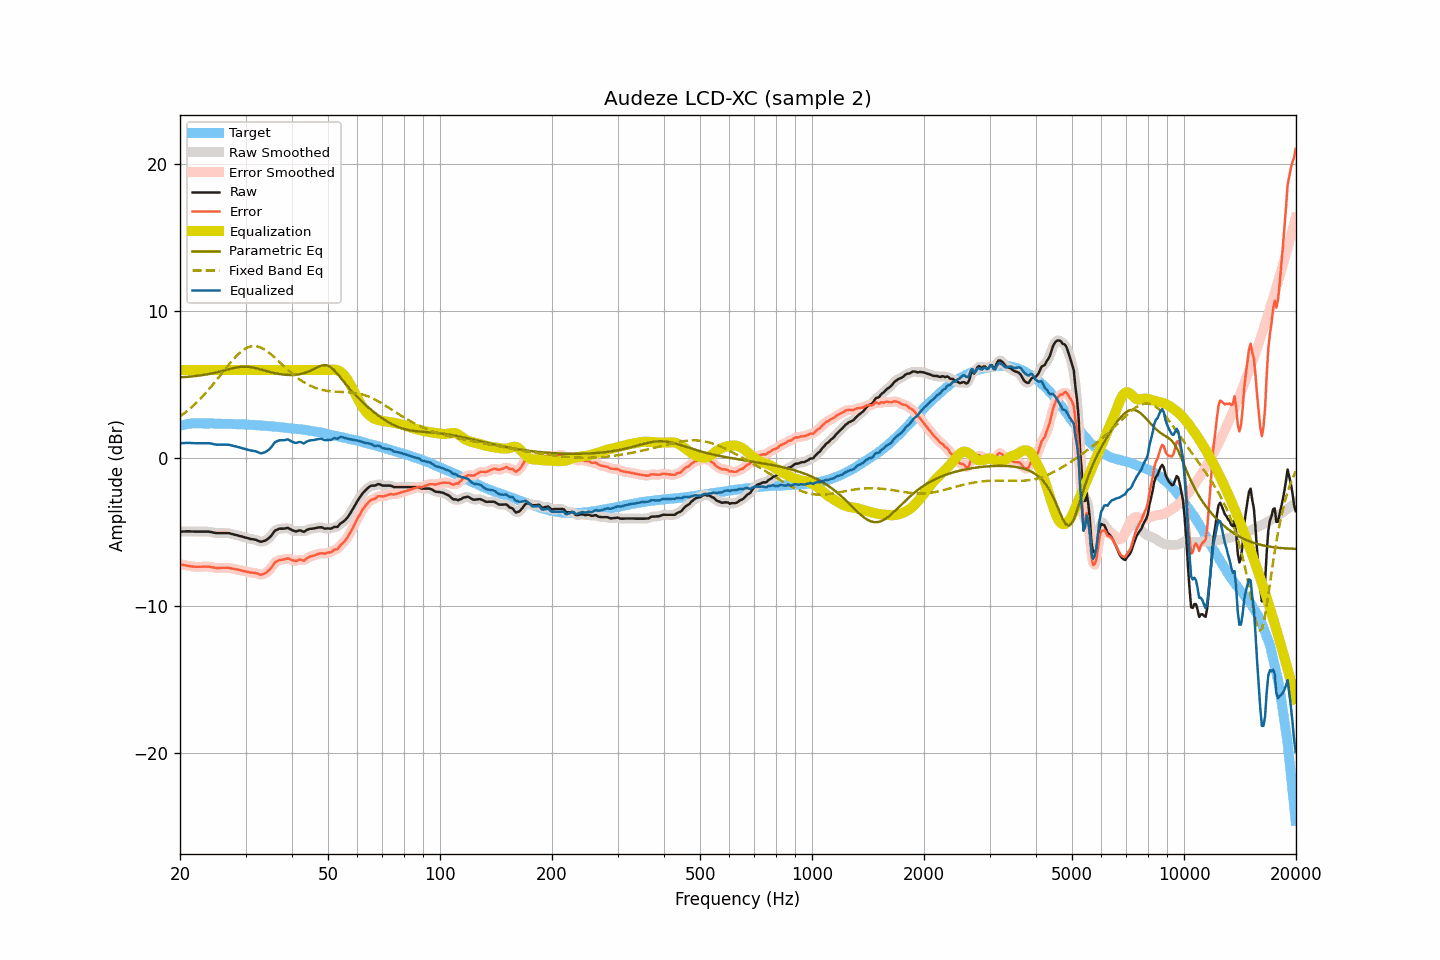 Audeze LCD-XC (sample 2)
Target
Raw Smoothed
Error Smoothed
Raw
Error
Equalization
Parametric Eq
Fixed Band Eq
Equalized
20
10
0
−10
−20
Amplitude (dBr)
20 50 100 200 500 1000 2000 5000 10000 20000
Frequency (Hz)